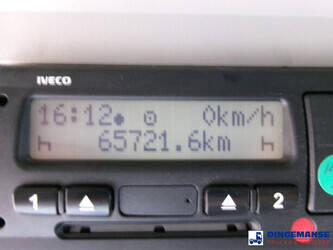 IVECO
16:12 0km/h
65721.6km
1 2
DINGEMANSE